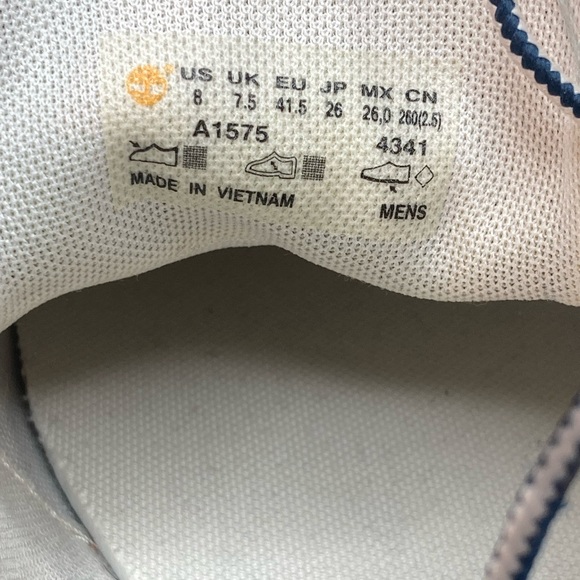 US UK EU JP MX CN
8 7.5 41.5 26 26,0 260(2.5)
A1575 4341
MADE IN VIETNAM MENS